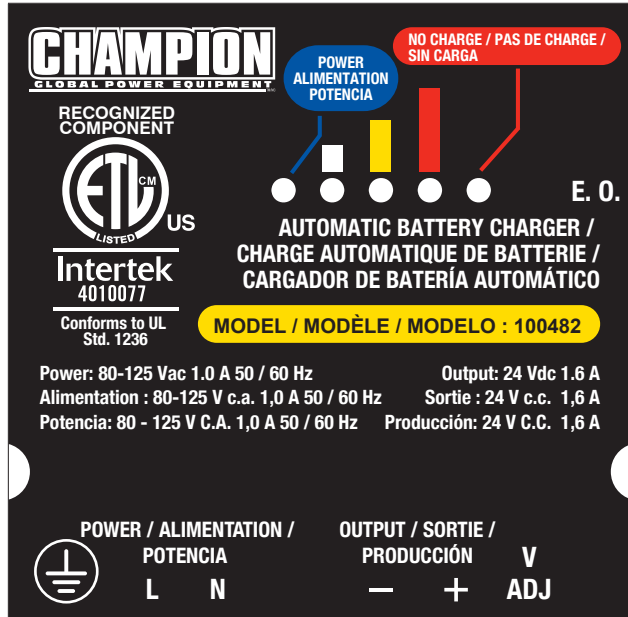 CHAMPION
GLOBAL POWER EQUIPMENT
POWER
ALIMENTATION
POTENCIA
NO CHARGE / PAS DE CHARGE /
SIN CARGA
RECOGNIZED
COMPONENT
ETL CM
LISTED
US
Intertek
4010077
Conforms to UL
Std. 1236
E. O.
AUTOMATIC BATTERY CHARGER /
CHARGE AUTOMATIQUE DE BATTERIE /
CARGADOR DE BATERÍA AUTOMÁTICO
MODEL / MODÈLE / MODELO : 100482
Power: 80-125 Vac 1.0 A 50 / 60 Hz
Output: 24 Vdc 1.6 A
Alimentation : 80-125 V c.a. 1,0 A 50 / 60 Hz
Sortie : 24 V c.c. 1,6 A
Potencia: 80 - 125 V C.A. 1,0 A 50 / 60 Hz
Producción: 24 V C.C. 1,6 A
POWER / ALIMENTATION /
POTENCIA
L N
OUTPUT / SORTIE /
PRODUCCIÓN
− +
V
ADJ